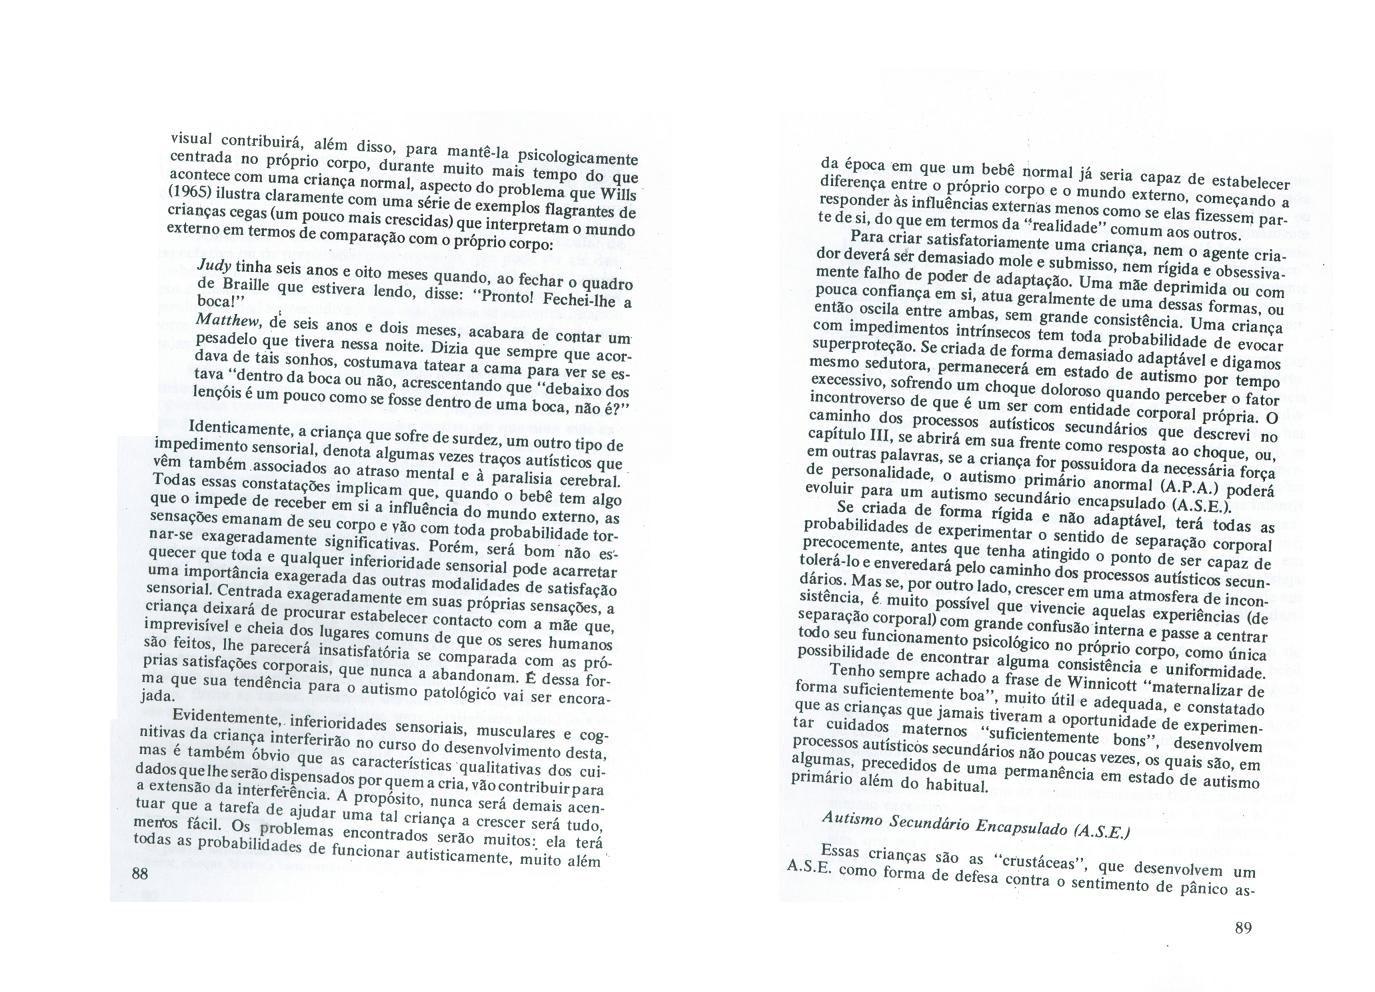 visual contribuirá, além disso, para mantê-la psicologicamente
centrada no próprio corpo, durante muito mais tempo do que
acontece com uma criança normal, aspecto do problema que Wills
(1965) ilustra claramente com uma série de exemplos flagrantes de
crianças cegas (um pouco mais crescidas) que interpretam o mundo
externo em termos de comparação com o próprio corpo:
Judy tinha seis anos e oito meses quando, ao fechar o quadro
de Braille que estivera lendo, disse: “Pronto! Fechei-lhe a
boca!”
Matthew, de seis anos e dois meses, acabara de contar um
pesadelo que tivera nessa noite. Dizia que sempre que acor-
dava de tais sonhos, costumava tatear a cama para ver se es-
tava “dentro da boca ou não, acrescentando que “debaixo dos
lençóis é um pouco como se fosse dentro de uma boca, não é?”
Identicamente, a criança que sofre de surdez, um outro tipo de
impedimento sensorial, denota algumas vezes traços autísticos que
vêm também associados ao atraso mental e à paralisia cerebral.
Todas essas constatações implicam que, quando o bebê tem algo
que o impede de receber em si a influência do mundo externo, as
sensações emanam de seu corpo e vão com toda probabilidade tor-
nar-se exageradamente significativas. Porém, será bom não es-
quecer que toda e qualquer inferioridade sensorial pode acarretar
uma importância exagerada das outras modalidades de satisfação
sensorial. Centrada exageradamente em suas próprias sensações, a
criança deixará de procurar estabelecer contacto com a mãe que,
imprevisível e cheia dos lugares comuns de que os seres humanos
são feitos, lhe parecerá insatisfatória se comparada com as pró-
prias satisfações corporais, que nunca a abandonam. É dessa for-
ma que sua tendência para o autismo patológico vai ser encora-
jada.
Evidentemente, inferioridades sensoriais, musculares e cog-
nitivas da criança interferirão no curso do desenvolvimento desta,
mas é também óbvio que as características qualitativas dos cui-
dados que lhe serão dispensados por quem a cria, vão contribuir para
a extensão da interferência. A propósito, nunca será demais acen-
tuar que a tarefa de ajudar uma tal criança a crescer será tudo,
menos fácil. Os problemas encontrados serão muitos: ela terá
todas as probabilidades de funcionar autisticamente, muito além
88
da época em que um bebê normal já seria capaz de estabelecer
diferença entre o próprio corpo e o mundo externo, começando a
responder às influências externas menos como se elas fizessem par-
te de si, do que em termos da “realidade” comum aos outros.
Para criar satisfatoriamente uma criança, nem o agente cria-
dor deverá ser demasiado mole e submisso, nem rígida e obsessiva-
mente falho de poder de adaptação. Uma mãe deprimida ou com
pouca confiança em si, atua geralmente de uma dessas formas, ou
então oscila entre ambas, sem grande consistência. Uma criança
com impedimentos intrínsecos tem toda probabilidade de evocar
superproteção. Se criada de forma demasiado adaptável e digamos
mesmo sedutora, permanecerá em estado de autismo por tempo
execessivo, sofrendo um choque doloroso quando perceber o fator
incontroverso de que é um ser com entidade corporal própria. O
caminho dos processos autísticos secundários que descrevi no
capítulo III, se abrirá em sua frente como resposta ao choque, ou,
em outras palavras, se a criança for possuidora da necessária força
de personalidade, o autismo primário anormal (A.P.A.) poderá
evoluir para um autismo secundário encapsulado (A.S.E.).
Se criada de forma rígida e não adaptável, terá todas as
probabilidades de experimentar o sentido de separação corporal
precocemente, antes que tenha atingido o ponto de ser capaz de
tolerá-lo e enveredará pelo caminho dos processos autísticos secun-
dários. Mas se, por outro lado, crescer em uma atmosfera de incon-
sistência, é muito possível que vivencie aquelas experiências (de
separação corporal) com grande confusão interna e passe a centrar
todo seu funcionamento psicológico no próprio corpo, como única
possibilidade de encontrar alguma consistência e uniformidade.
Tenho sempre achado a frase de Winnicott “maternalizar de
forma suficientemente boa”, muito útil e adequada, e constatado
que as crianças que jamais tiveram a oportunidade de experimen-
tar cuidados maternos “suficientemente bons”, desenvolvem
processos autísticos secundários não poucas vezes, os quais são, em
algumas, precedidos de uma permanência em estado de autismo
primário além do habitual.
Autismo Secundário Encapsulado (A.S.E.)
Essas crianças são as “crustáceas”, que desenvolvem um
A.S.E. como forma de defesa contra o sentimento de pânico as-
89